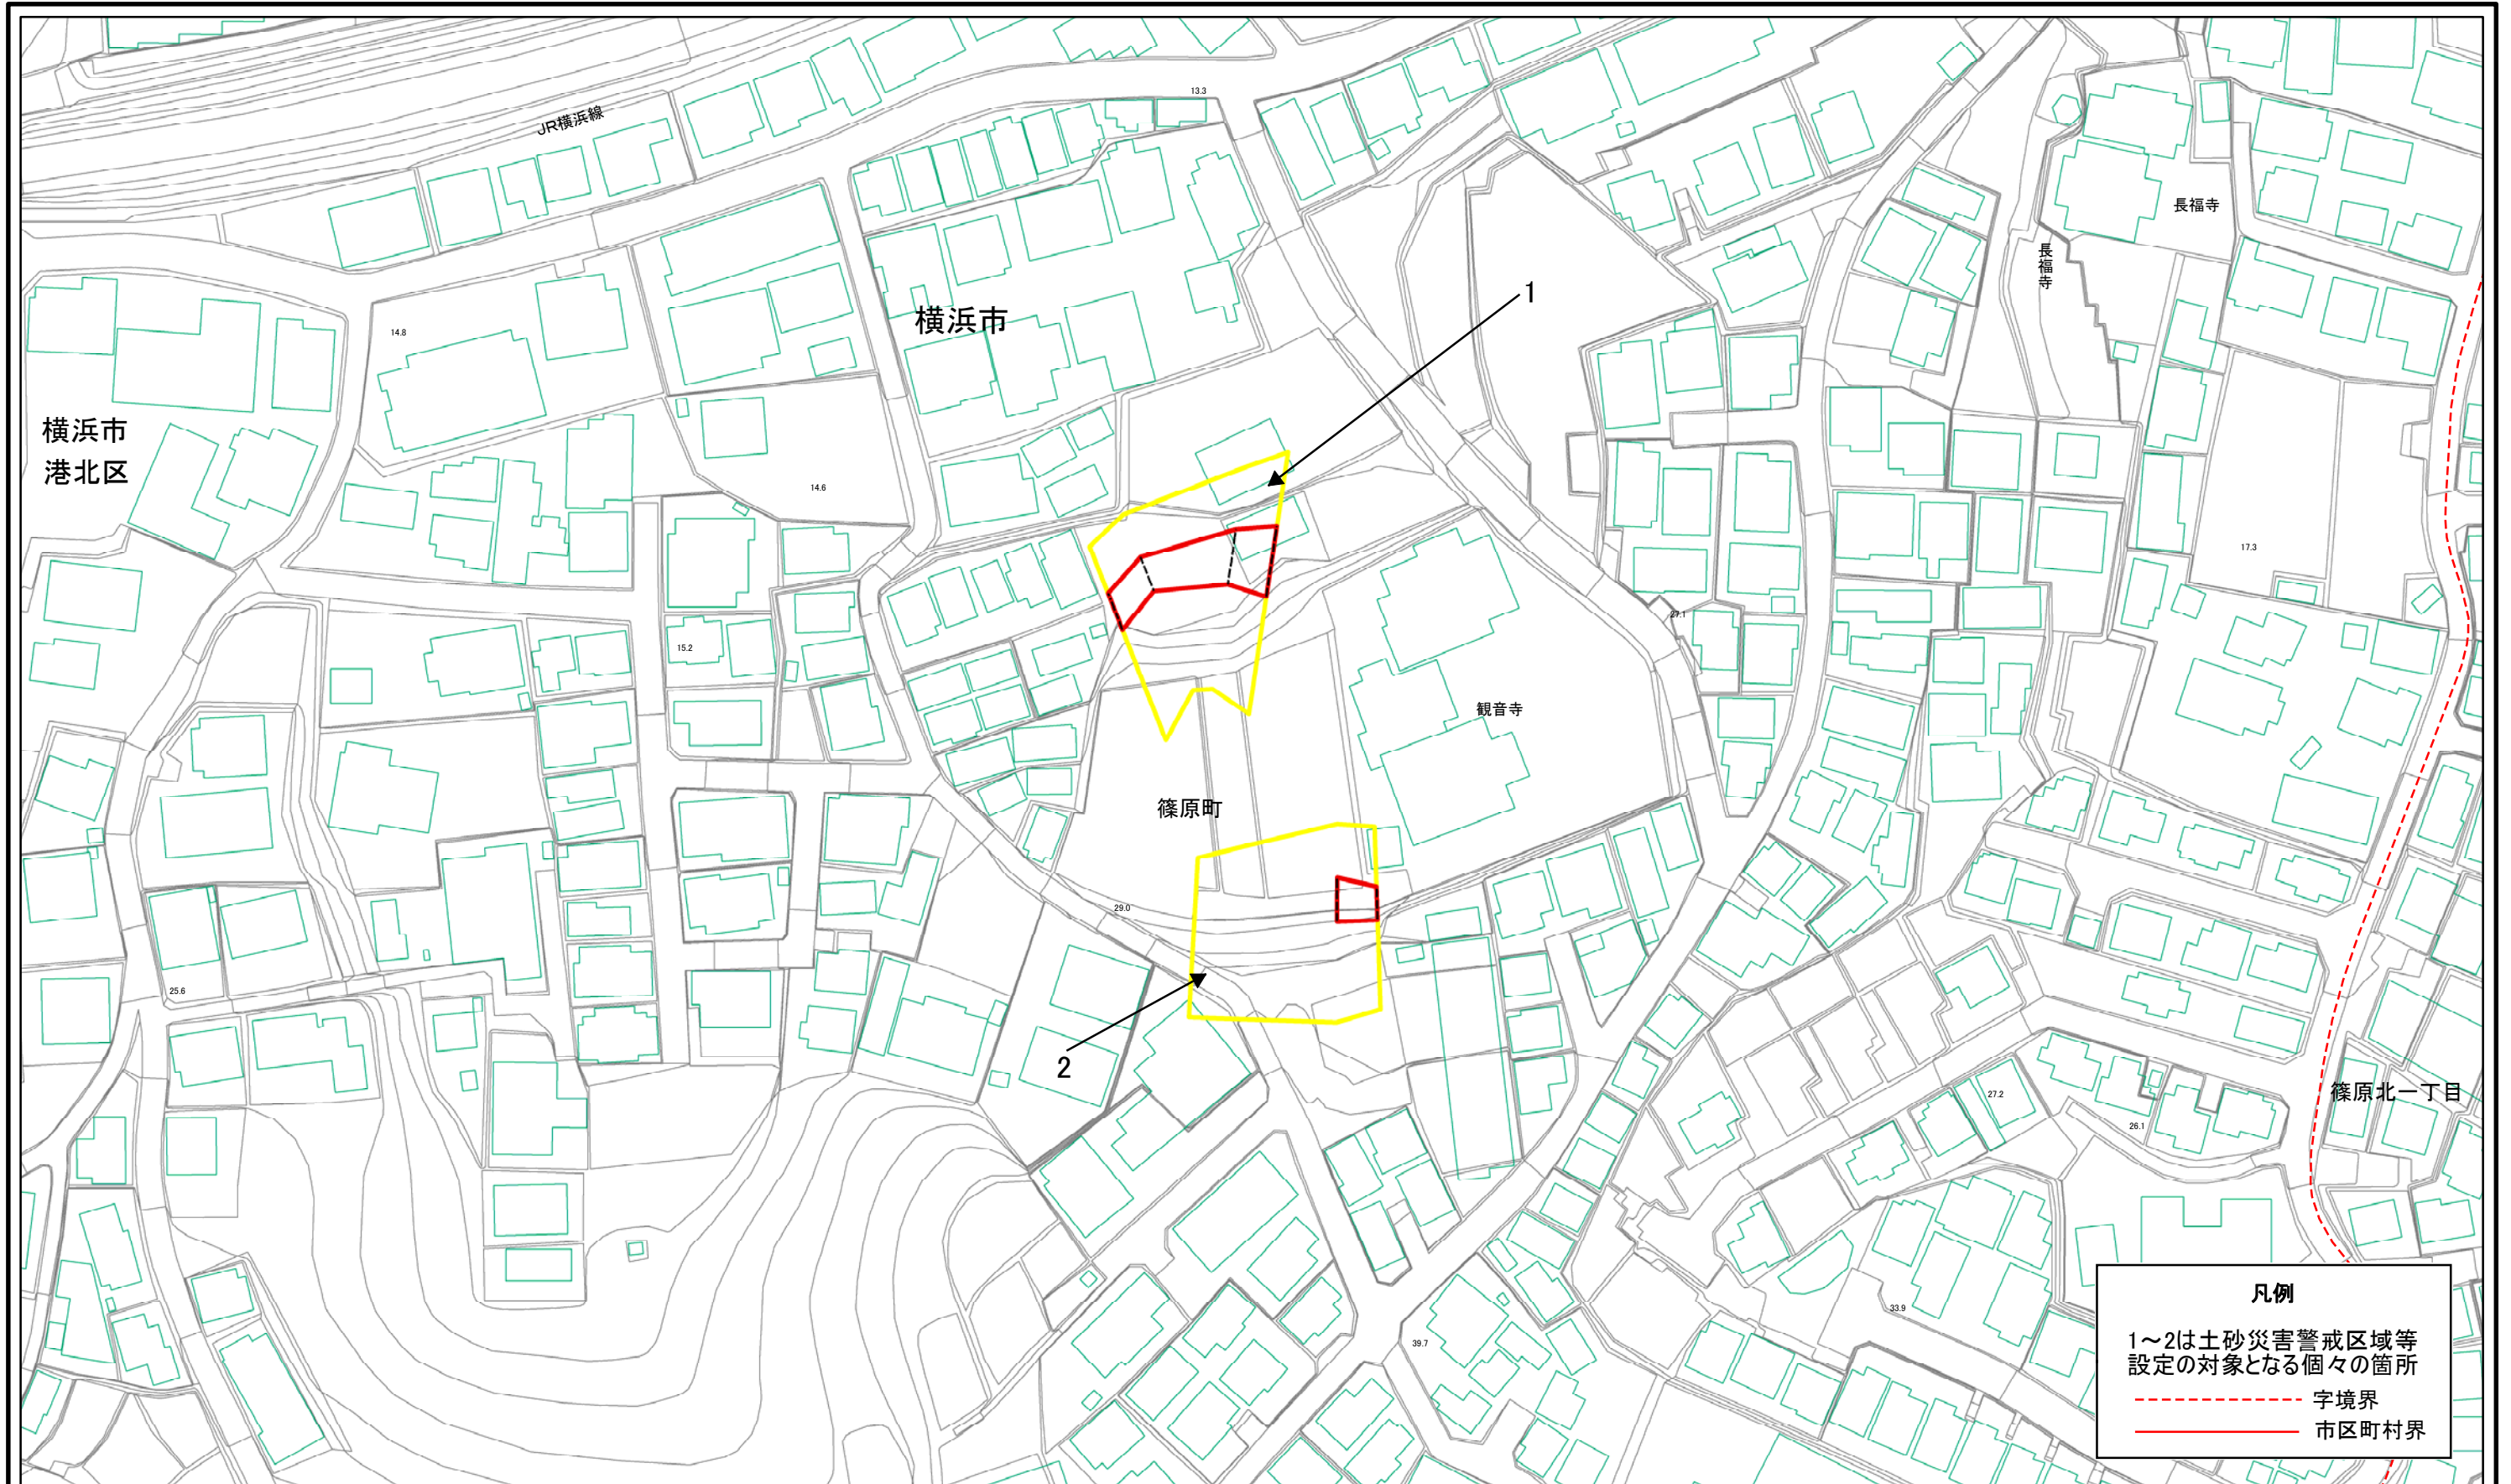 13.3
JR横浜線
長福寺
長福寺
1
横浜市
14.8
横浜市
港北区
14.6
17.3
27.1
15.2
観音寺
篠原町
29.0
25.6
2
篠原北一丁目
27.2
26.1
33.9
39.7
凡例
1～2は土砂災害警戒区域等
設定の対象となる個々の箇所
字境界
市区町村界